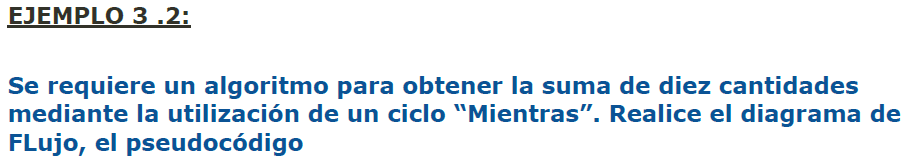 EJEMPLO 3 .2:
Se requiere un algoritmo para obtener la suma de diez cantidades
mediante la utilización de un ciclo “Mientras”. Realice el diagrama de
FLujo, el pseudocódigo